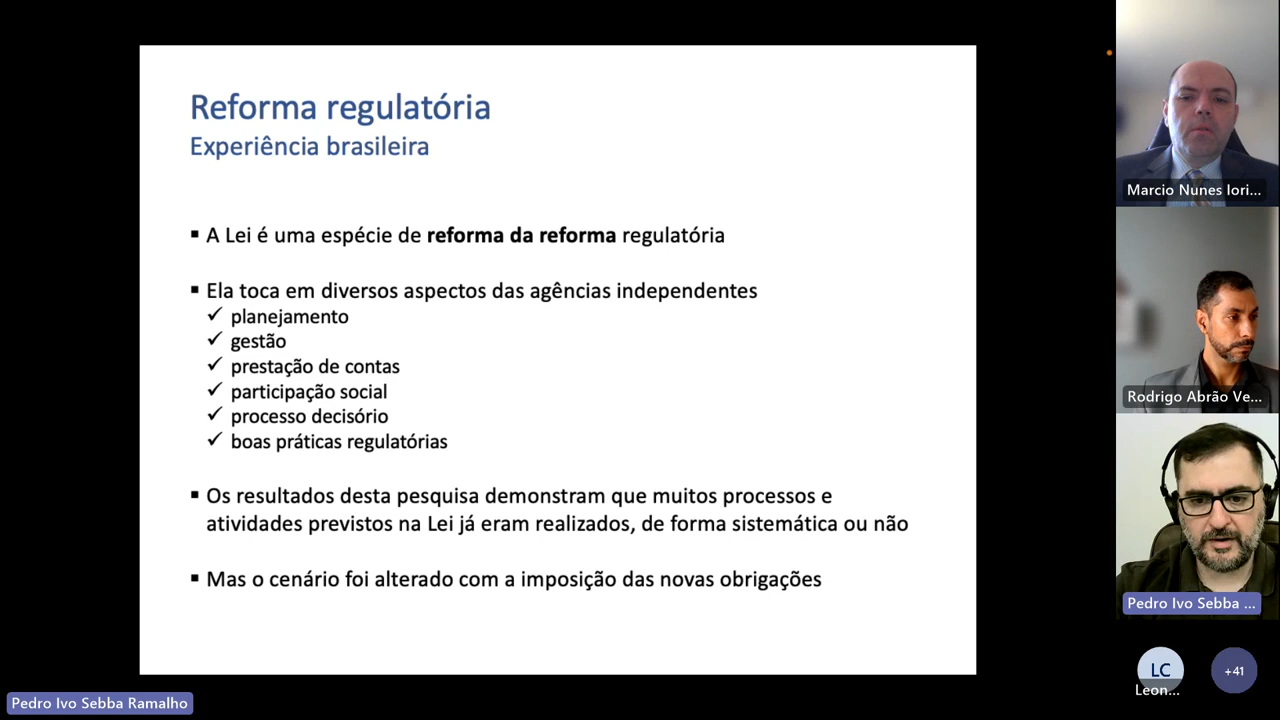 Reforma regulatória
Experiência brasileira
▪ A Lei é uma espécie de reforma da reforma regulatória
▪ Ela toca em diversos aspectos das agências independentes
✓ planejamento
✓ gestão
✓ prestação de contas
✓ participação social
✓ processo decisório
✓ boas práticas regulatórias
▪ Os resultados desta pesquisa demonstram que muitos processos e
atividades previstos na Lei já eram realizados, de forma sistemática ou não
▪ Mas o cenário foi alterado com a imposição das novas obrigações
Marcio Nunes Iori...
Rodrigo Abrão Ve...
Pedro Ivo Sebba ...
LC
Leon...
+41
Pedro Ivo Sebba Ramalho